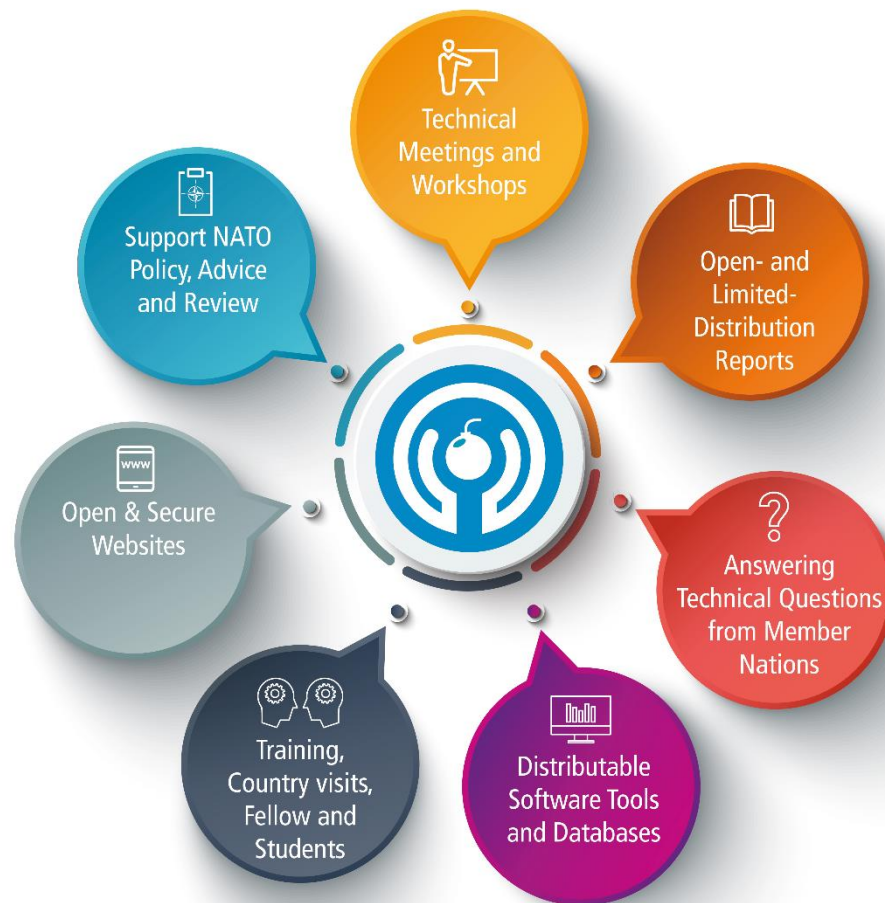 Technical
Meetings and
Workshops
Open- and
Limited-
Distribution
Reports
Answering
Technical Questions
from Member
Nations
Distributable
Software Tools
and Databases
Training,
Country visits,
Fellow and
Students
www
Open & Secure
Websites
Support NATO
Policy, Advice
and Review